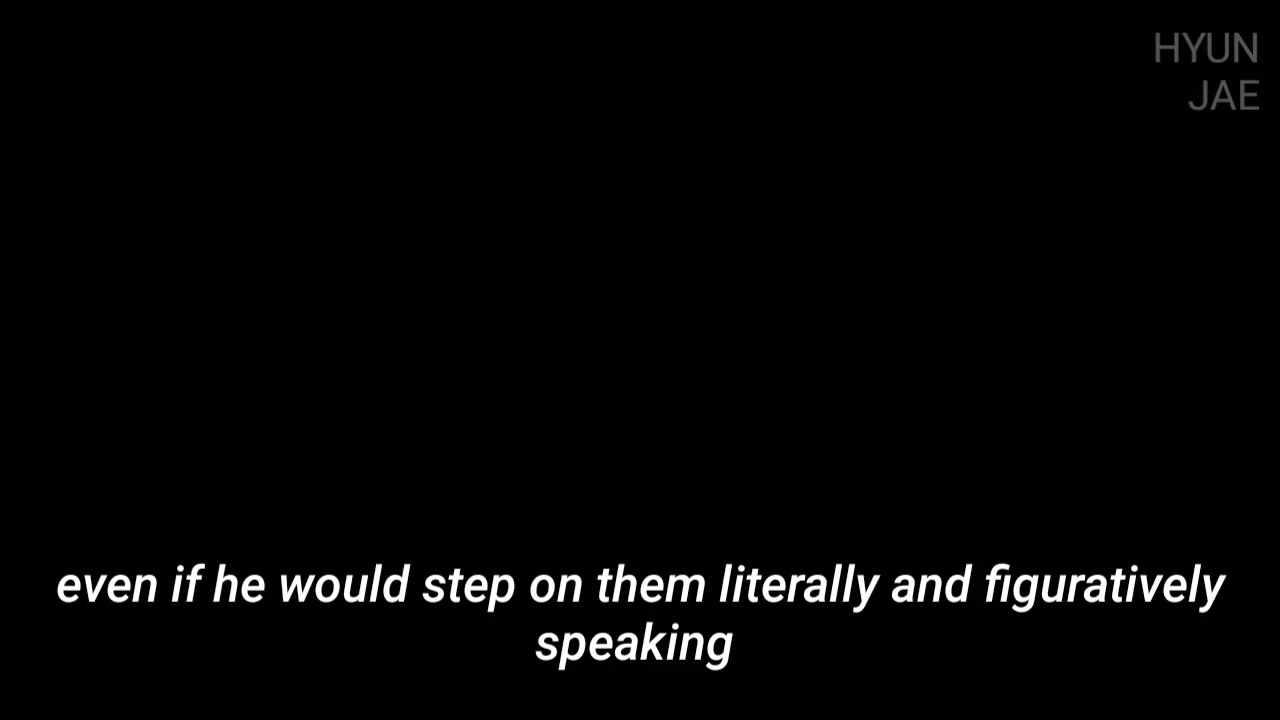 HYUN
JAE
even if he would step on them literally and figuratively
speaking